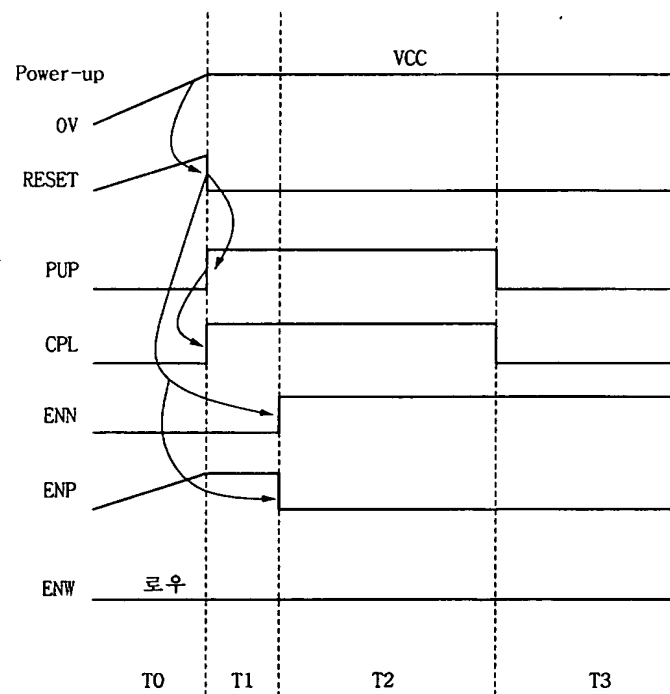 VCC
Power-up
0V
RESET
PUP
CPL
ENN
ENP
ENW 로우
T0 T1 T2 T3